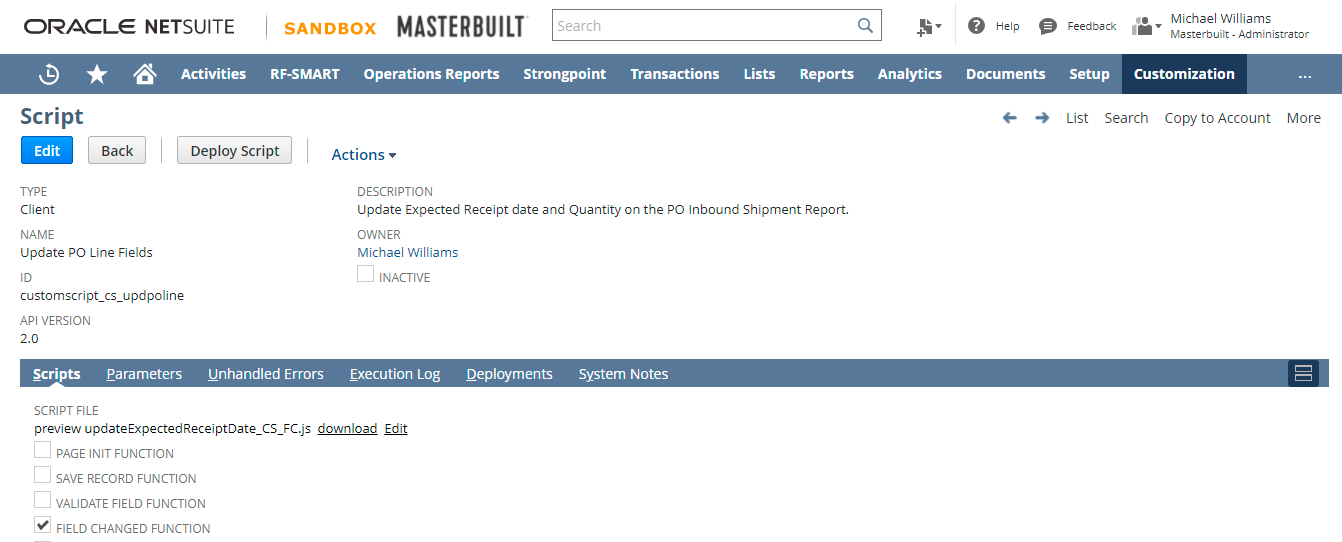 ORACLE NETSUITE SANDBOX MASTERBUILT Search Help Feedback Michael Williams
Masterbuilt - Administrator
Activities RF-SMART Operations Reports Strongpoint Transactions Lists Reports Analytics Documents Setup Customization ...
Script
List Search Copy to Account More
Edit Back Deploy Script Actions
TYPE
Client
NAME
Update PO Line Fields
ID
customscript_cs_updpoline
API VERSION
2.0
DESCRIPTION
Update Expected Receipt date and Quantity on the PO Inbound Shipment Report.
OWNER
Michael Williams
INACTIVE
Scripts Parameters Unhandled Errors Execution Log Deployments System Notes
SCRIPT FILE
preview updateExpectedReceiptDate_CS_FC.js download Edit
PAGE INIT FUNCTION
SAVE RECORD FUNCTION
VALIDATE FIELD FUNCTION
FIELD CHANGED FUNCTION